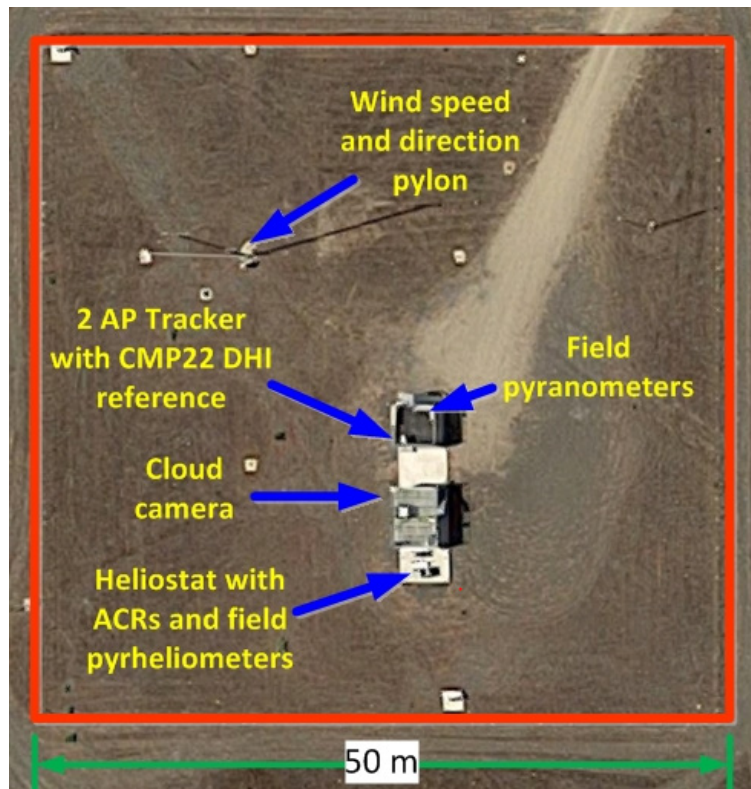 Wind speed
and direction
pylon
2 AP Tracker
with CMP22 DHI
reference
Field
pyranometers
Cloud
camera
Heliostat with
ACRs and field
pyrheliometers
50 m